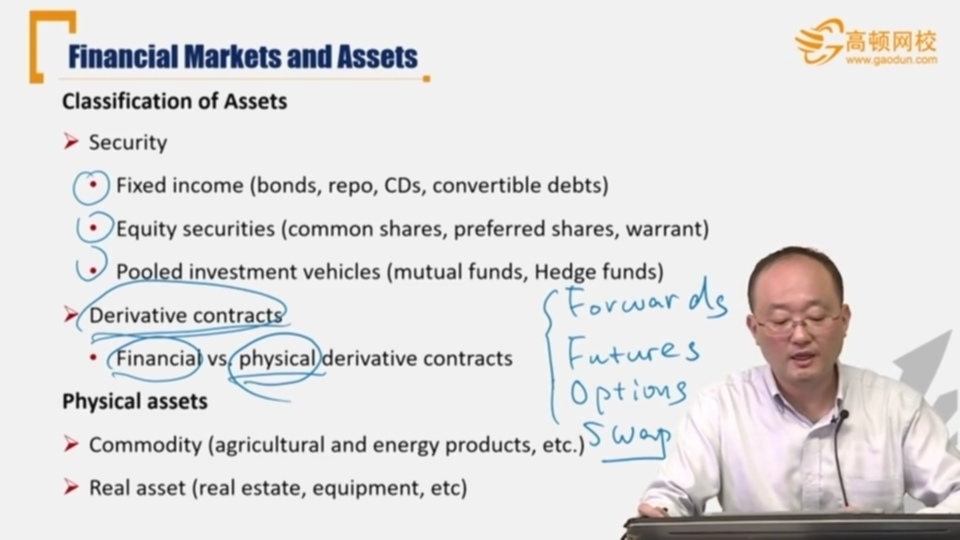 Financial Markets and Assets
高顿网校
www.gaodun.com
Classification of Assets
Security
Fixed income (bonds, repo, CDs, convertible debts)
Equity securities (common shares, preferred shares, warrant)
Pooled investment vehicles (mutual funds, Hedge funds)
Derivative contracts
Forwards
Financial vs. physical derivative contracts
Futures
Options
Physical assets
Swap
Commodity (agricultural and energy products, etc.)
Real asset (real estate, equipment, etc)